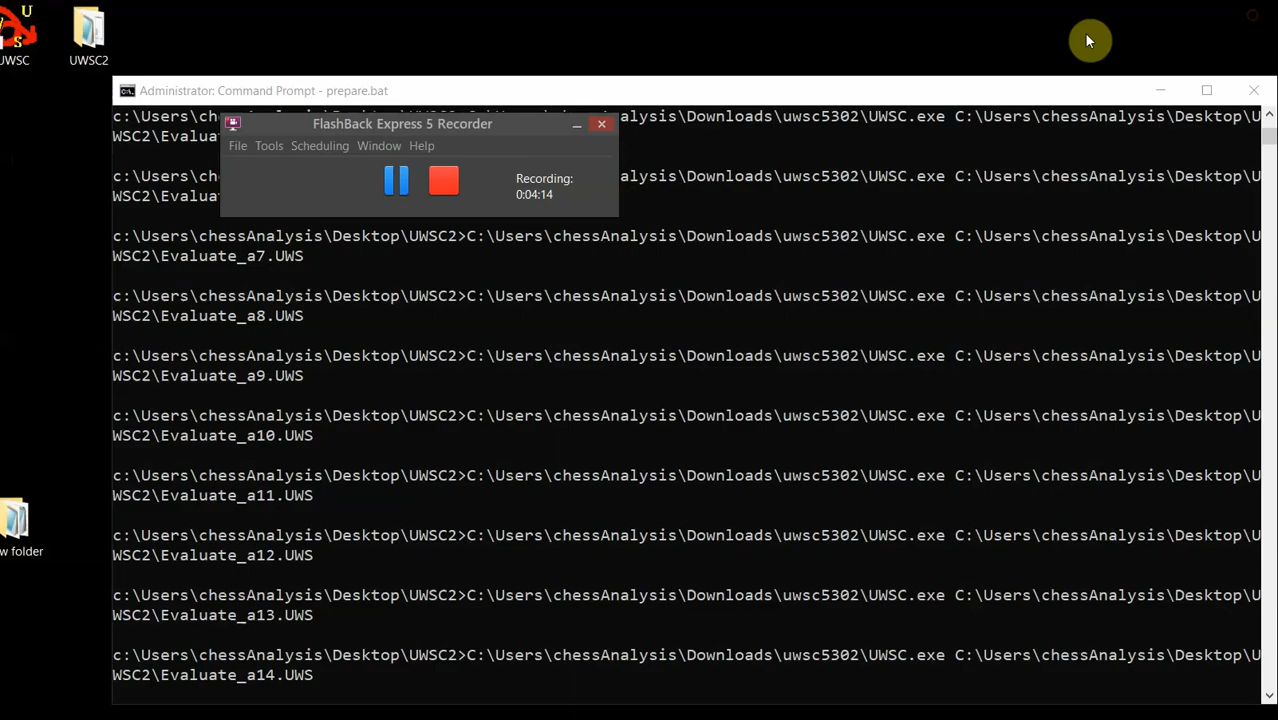 U
S
UWSC
UWSC2
Administrator: Command Prompt - prepare.bat
c:\Users\chess
FlashBack Express 5 Recorder
alysis\Downloads\uwsc5302\UWSC.exe C:\Users\chessAnalysis\Desktop\U
WSC2\Evaluat
File Tools Scheduling Window Help
c:\Users\chess
Recording:
0:04:14
alysis\Downloads\uwsc5302\UWSC.exe C:\Users\chessAnalysis\Desktop\U
WSC2\Evaluat
c:\Users\chessAnalysis\Desktop\UWSC2>C:\Users\chessAnalysis\Downloads\uwsc5302\UWSC.exe C:\Users\chessAnalysis\Desktop\U
WSC2\Evaluate_a7.UWS
c:\Users\chessAnalysis\Desktop\UWSC2>C:\Users\chessAnalysis\Downloads\uwsc5302\UWSC.exe C:\Users\chessAnalysis\Desktop\U
WSC2\Evaluate_a8.UWS
c:\Users\chessAnalysis\Desktop\UWSC2>C:\Users\chessAnalysis\Downloads\uwsc5302\UWSC.exe C:\Users\chessAnalysis\Desktop\U
WSC2\Evaluate_a9.UWS
c:\Users\chessAnalysis\Desktop\UWSC2>C:\Users\chessAnalysis\Downloads\uwsc5302\UWSC.exe C:\Users\chessAnalysis\Desktop\U
WSC2\Evaluate_a10.UWS
c:\Users\chessAnalysis\Desktop\UWSC2>C:\Users\chessAnalysis\Downloads\uwsc5302\UWSC.exe C:\Users\chessAnalysis\Desktop\U
WSC2\Evaluate_a11.UWS
w folder
c:\Users\chessAnalysis\Desktop\UWSC2>C:\Users\chessAnalysis\Downloads\uwsc5302\UWSC.exe C:\Users\chessAnalysis\Desktop\U
WSC2\Evaluate_a12.UWS
c:\Users\chessAnalysis\Desktop\UWSC2>C:\Users\chessAnalysis\Downloads\uwsc5302\UWSC.exe C:\Users\chessAnalysis\Desktop\U
WSC2\Evaluate_a13.UWS
c:\Users\chessAnalysis\Desktop\UWSC2>C:\Users\chessAnalysis\Downloads\uwsc5302\UWSC.exe C:\Users\chessAnalysis\Desktop\U
WSC2\Evaluate_a14.UWS